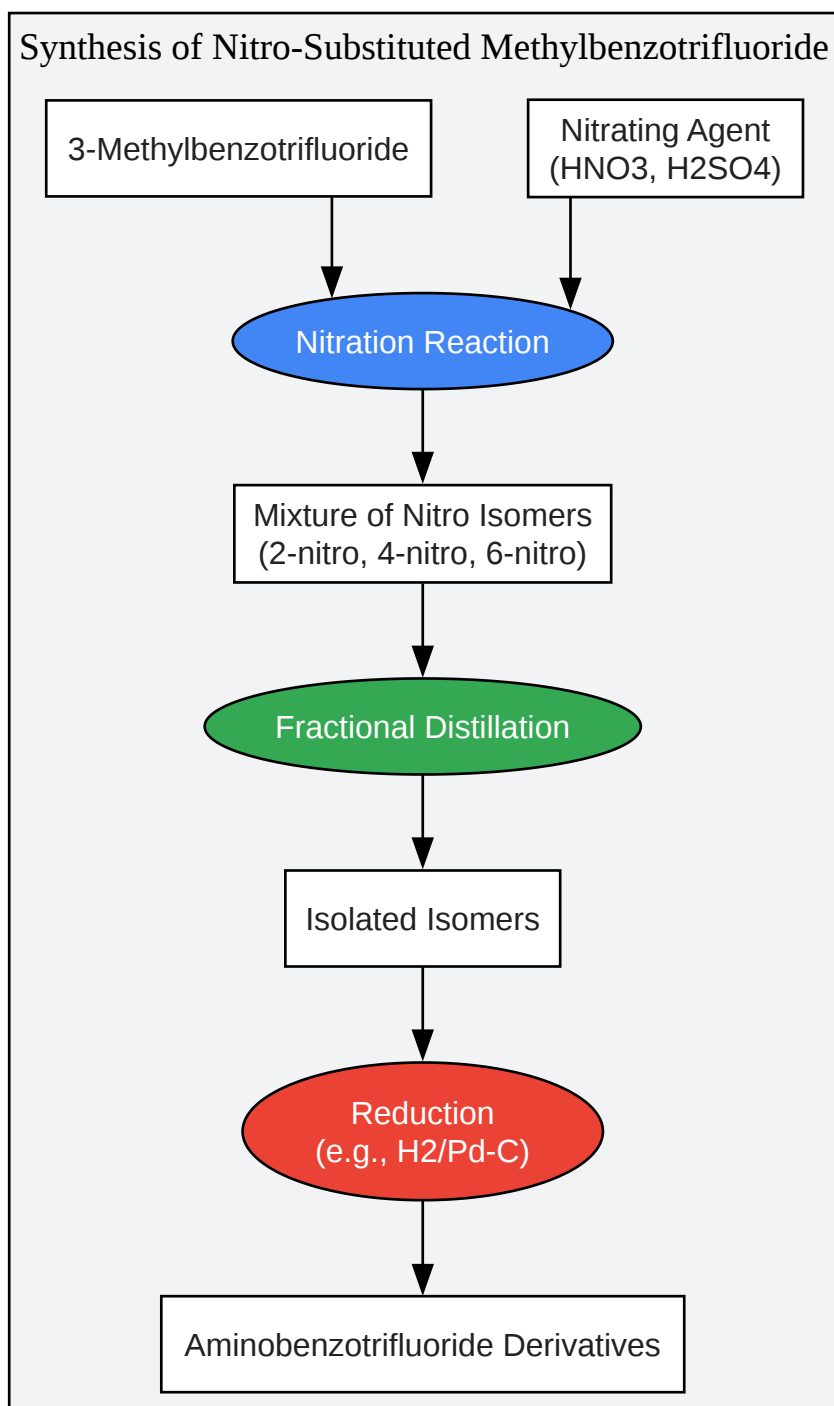 Synthesis of Nitro-Substituted Methylbenzotrifluoride
3-Methylbenzotrifluoride
Nitrating Agent
(HNO3, H2SO4)
Nitration Reaction
Mixture of Nitro Isomers
(2-nitro, 4-nitro, 6-nitro)
Fractional Distillation
Isolated Isomers
Reduction
(e.g., H2/Pd-C)
Aminobenzotrifluoride Derivatives